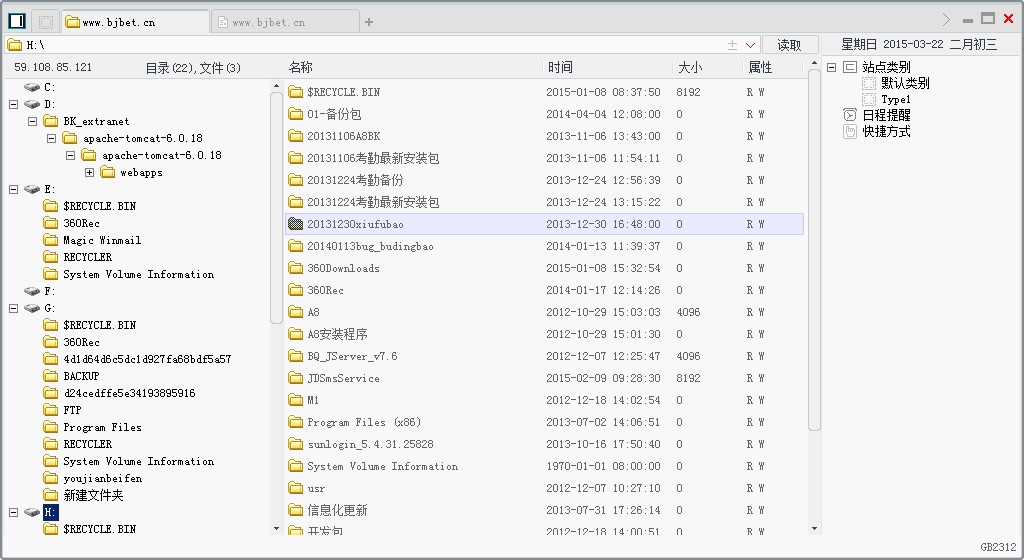 www.bjbet.cn
www.bjbet.cn
H:\
读取
星期日 2015-03-22 二月初三
59.108.85.121 目录(22),文件(3)
C:
D:
BK_extranet
apache-tomcat-6.0.18
apache-tomcat-6.0.18
webapps
E:
$RECYCLE.BIN
360Rec
Magic Winmail
RECYCLER
System Volume Information
F:
G:
$RECYCLE.BIN
360Rec
4d1d64d6c5dc1d927fa68bdf5a57
BACKUP
d24cedffe5e34193895916
FTP
Program Files
RECYCLER
System Volume Information
youjianbeifen
新建文件夹
H:
$RECYCLE.BIN
名称 时间 大小 属性
$RECYCLE.BIN 2015-01-08 08:37:50 8192 R W
01-备份包 2014-04-04 12:08:00 0 R W
20131106A8BK 2013-11-06 13:43:00 0 R W
20131106考勤最新安装包 2013-11-06 11:54:11 0 R W
20131224考勤备份 2013-12-24 12:56:39 0 R W
20131224考勤最新安装包 2013-12-24 13:15:22 0 R W
20131230xiufubao 2013-12-30 16:48:00 0 R W
20140113bug_budingbao 2014-01-13 11:39:37 0 R W
360Downloads 2015-01-08 15:32:54 0 R W
360Rec 2014-01-17 12:14:26 0 R W
A8 2012-10-29 15:03:03 4096 R W
A8安装程序 2012-10-29 15:01:30 0 R W
BQ_JServer_v7.6 2012-12-07 12:25:47 4096 R W
JDSmsService 2015-02-09 09:28:30 8192 R W
M1 2012-12-18 14:02:54 0 R W
Program Files (x86) 2013-07-02 14:06:51 0 R W
sunlogin_5.4.31.25828 2013-10-16 17:50:40 0 R W
System Volume Information 1970-01-01 08:00:00 0 R W
usr 2012-12-07 10:27:10 0 R W
信息化更新 2013-07-31 17:26:14 0 R W
开发包 2012-12-18 14:00:51 0 R W
站点类别
默认类别
Type1
日程提醒
快捷方式
GB2312